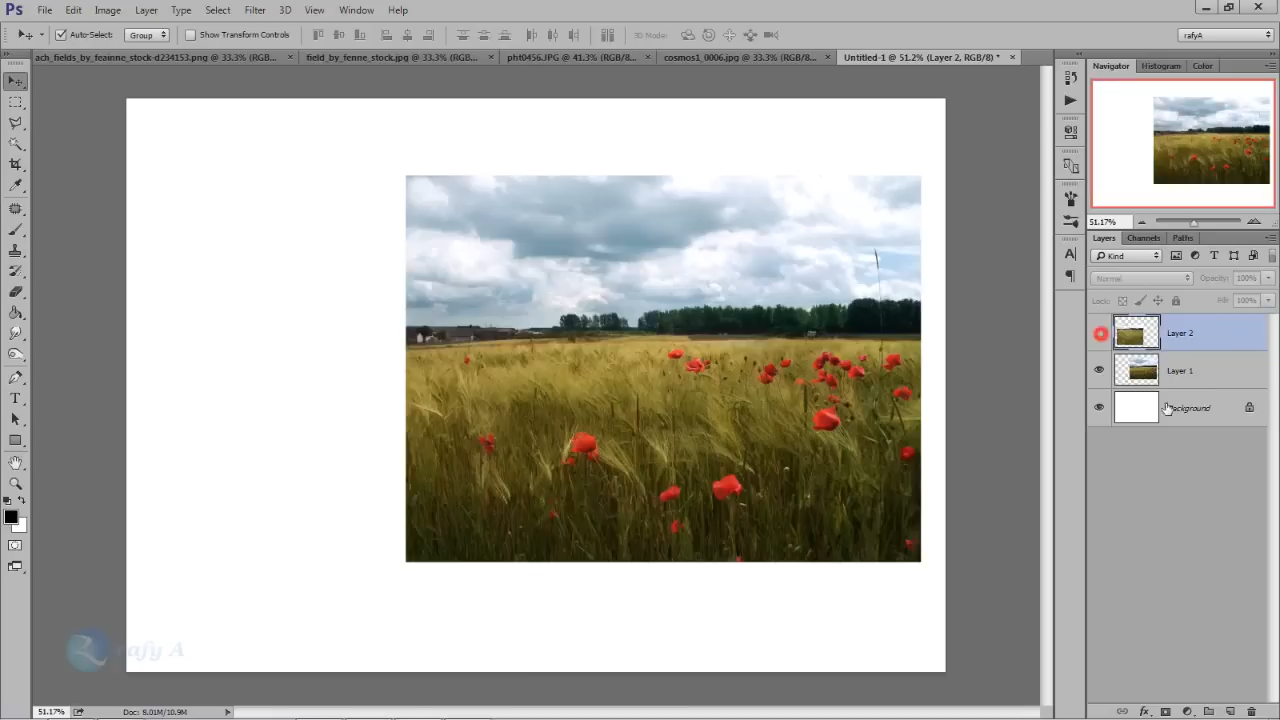 Ps File Edit Image Layer Type Select Filter 3D View Window Help
Auto-Select: Group Show Transform Controls 3D Mode: rafyA
ach_fields_by_feainne_stock-d234153.png @ 33.3% (RGB... × field_by_fenne_stock.jpg @ 33.3% (RGB... × pht0456.JPG @ 41.3% (RGB/8... × cosmos1_0006.jpg @ 33.3% (RGB/8... × Untitled-1 @ 51.2% (Layer 2, RGB/8) * ×
Navigator Histogram Color
51.17%
Layers Channels Paths
Kind
Normal Opacity: 100%
Lock: Fill: 100%
Layer 2
Layer 1
Background
rafy A
51.17% Doc: 8.01M/10.9M